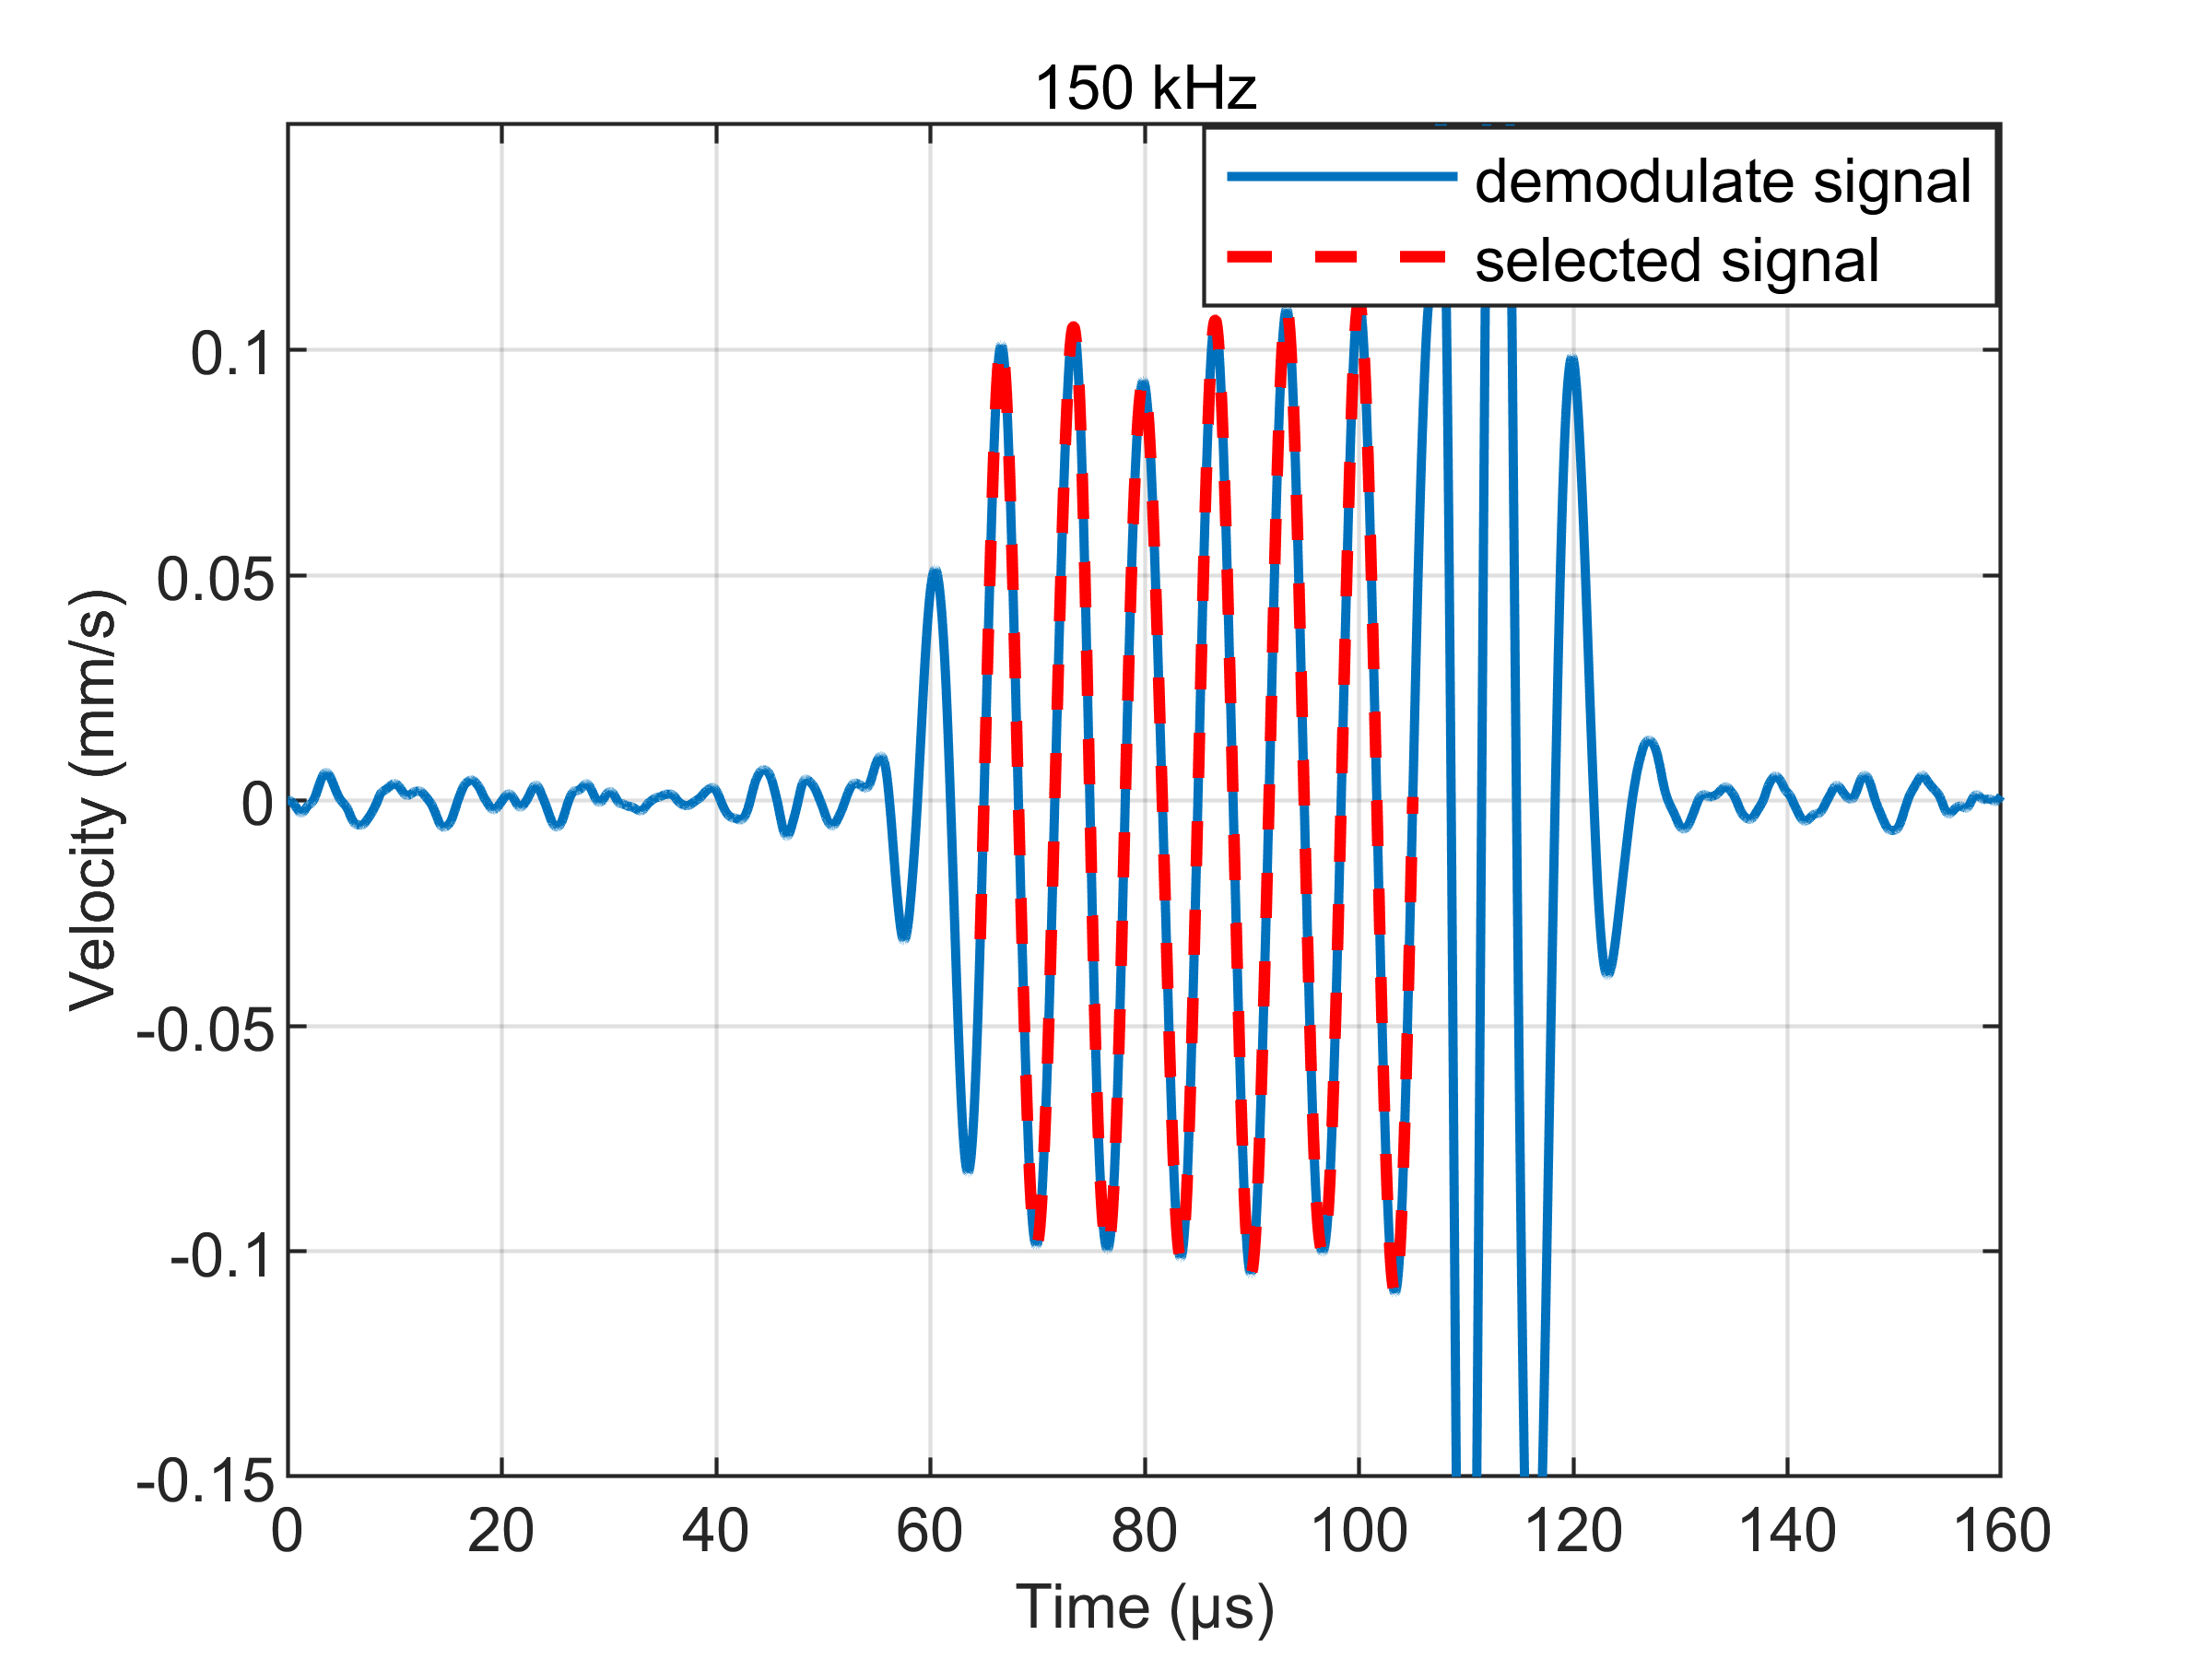 150 kHz
demodulate signal
selected signal
0.1
0.05
0
-0.05
-0.1
-0.15
Velocity (mm/s)
0 20 40 60 80 100 120 140 160
Time (µs)